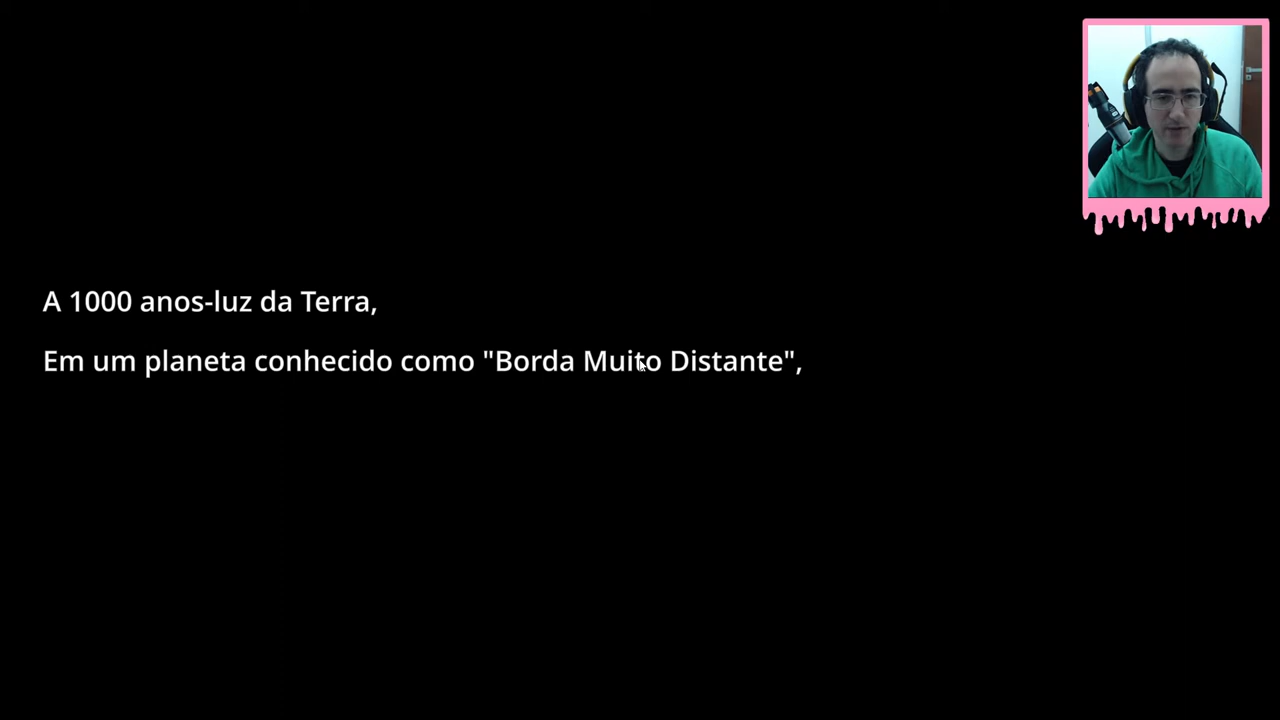 A 1000 anos-luz da Terra,
Em um planeta conhecido como "Borda Muito Distante",